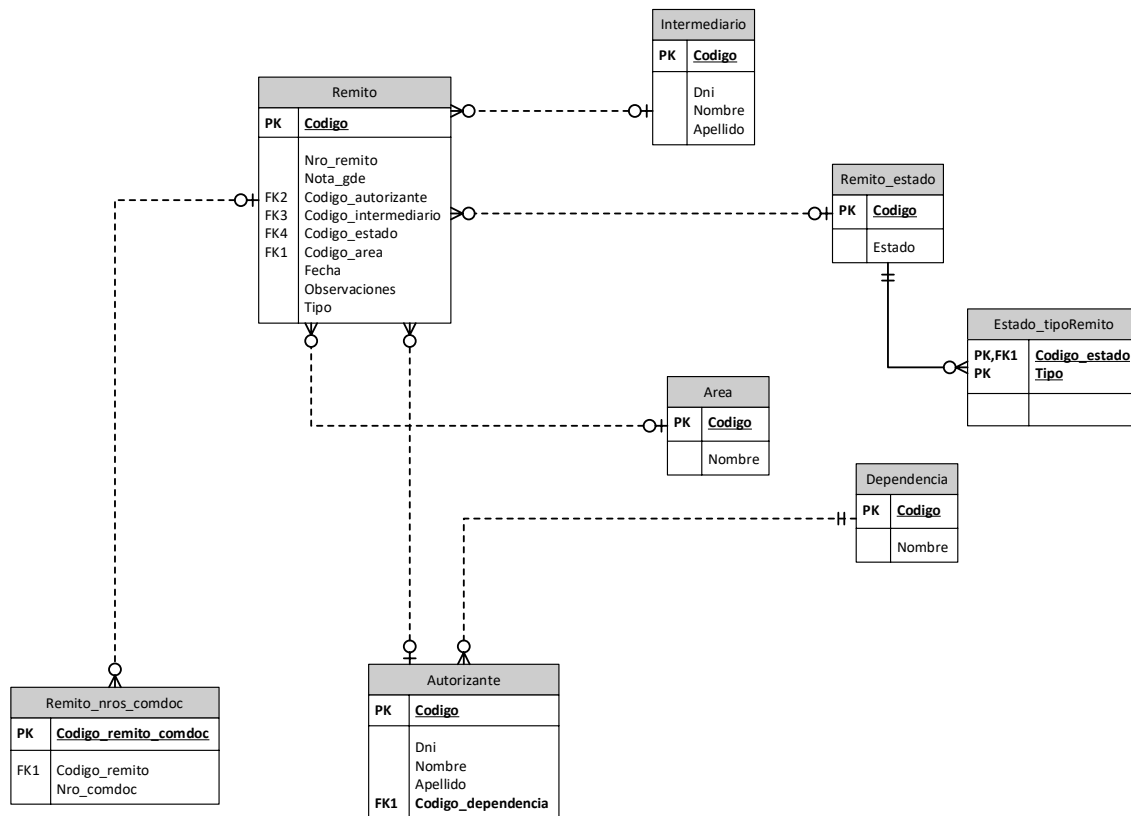 Intermediario
PK Codigo
Dni
Nombre
Apellido
Remito
PK Codigo
Nro_remito
Nota_gde
FK2 Codigo_autorizante
FK3 Codigo_intermediario
FK4 Codigo_estado
FK1 Codigo_area
Fecha
Observaciones
Tipo
Remito_estado
PK Codigo
Estado
Estado_tipoRemito
PK,FK1 Codigo_estado
PK Tipo
Area
PK Codigo
Nombre
Dependencia
PK Codigo
Nombre
Remito_nros_comdoc
PK Codigo_remito_comdoc
FK1 Codigo_remito
Nro_comdoc
Autorizante
PK Codigo
Dni
Nombre
Apellido
FK1 Codigo_dependencia